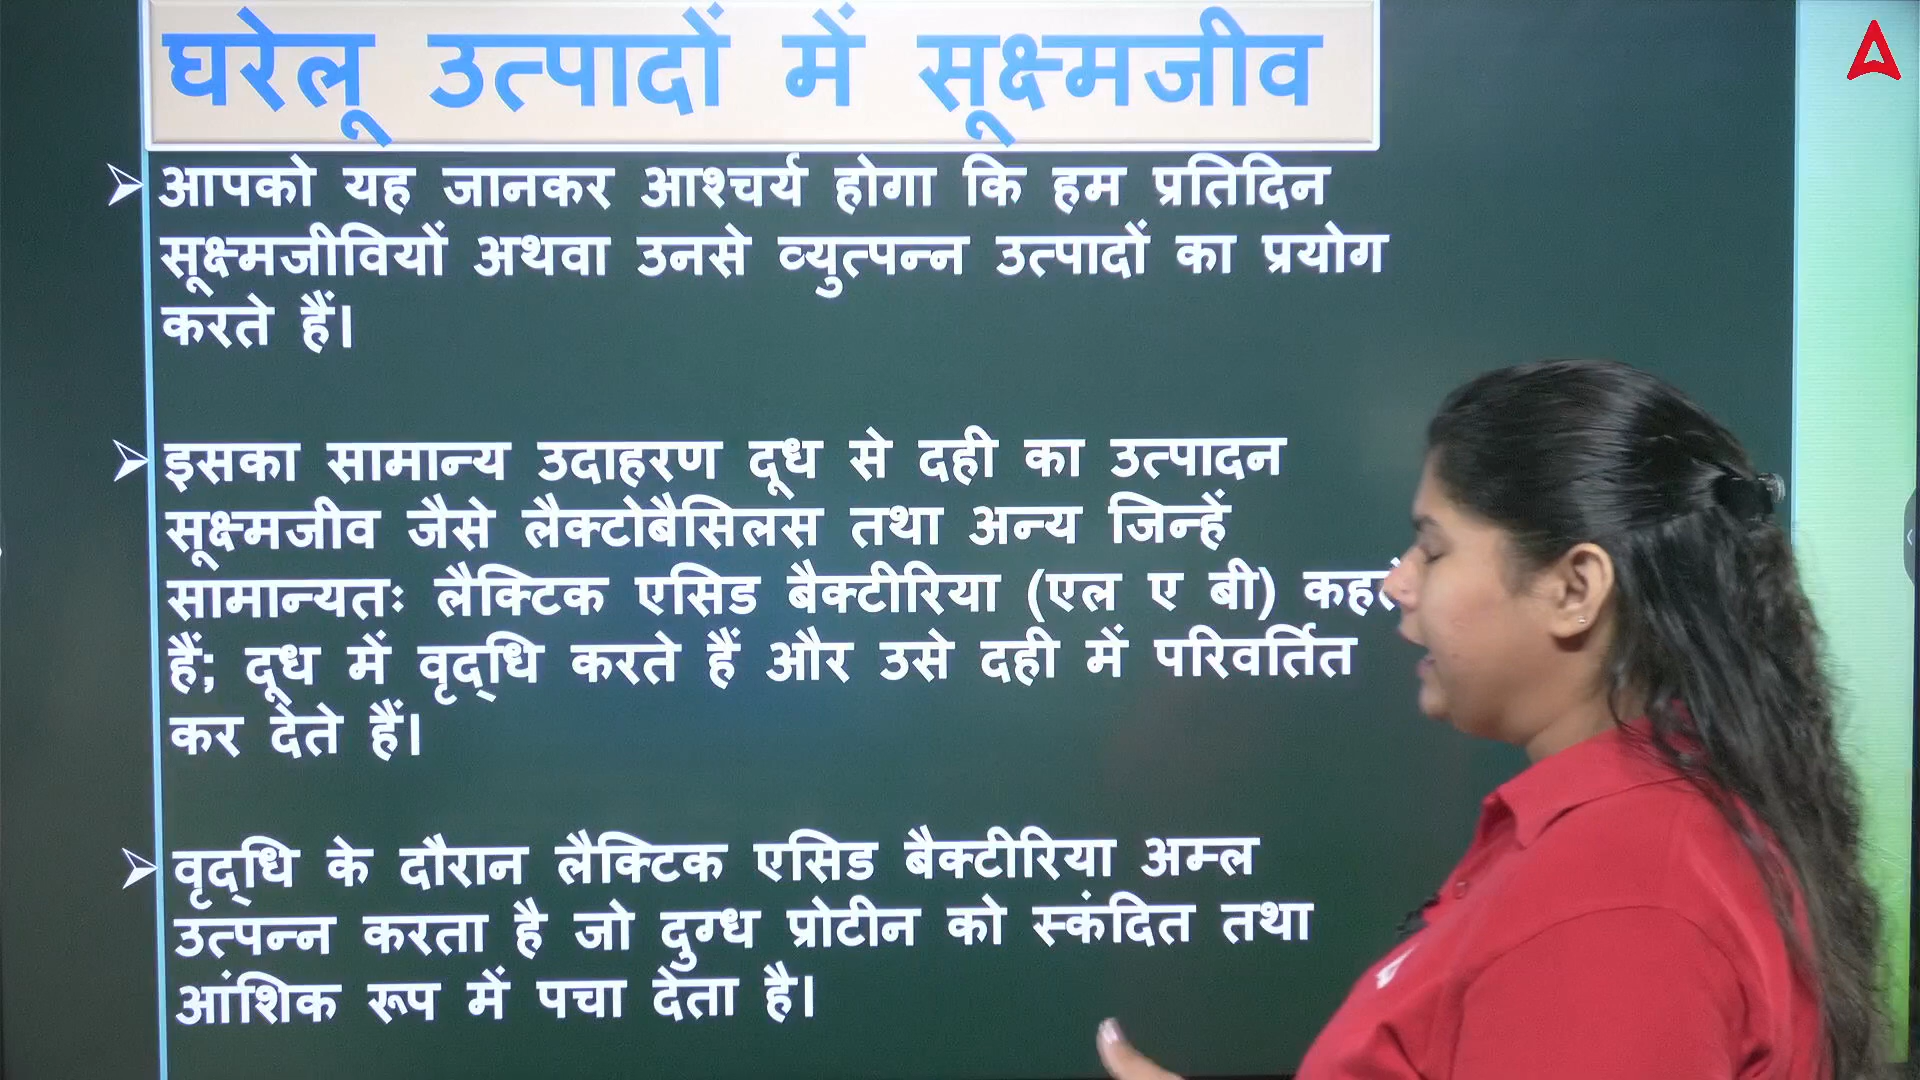 घरेलू उत्पादों में सूक्ष्मजीव
आपको यह जानकर आश्चर्य होगा कि हम प्रतिदिन
सूक्ष्मजीवियों अथवा उनसे व्युत्पन्न उत्पादों का प्रयोग
करते हैं।
इसका सामान्य उदाहरण दूध से दही का उत्पादन
सूक्ष्मजीव जैसे लैक्टोबैसिलस तथा अन्य जिन्हें
सामान्यतः लैक्टिक एसिड बैक्टीरिया (एल ए बी)
हैं; दूध में वृद्‌धि करते हैं और उसे दही में परिवर्तित
कर देते हैं।
वृद्‌धि के दौरान लैक्टिक एसिड बैक्टीरिया अम्ल
उत्पन्न करता है जो दुग्ध प्रोटीन को स्कंदित तथा
आंशिक रूप में पचा देता है।